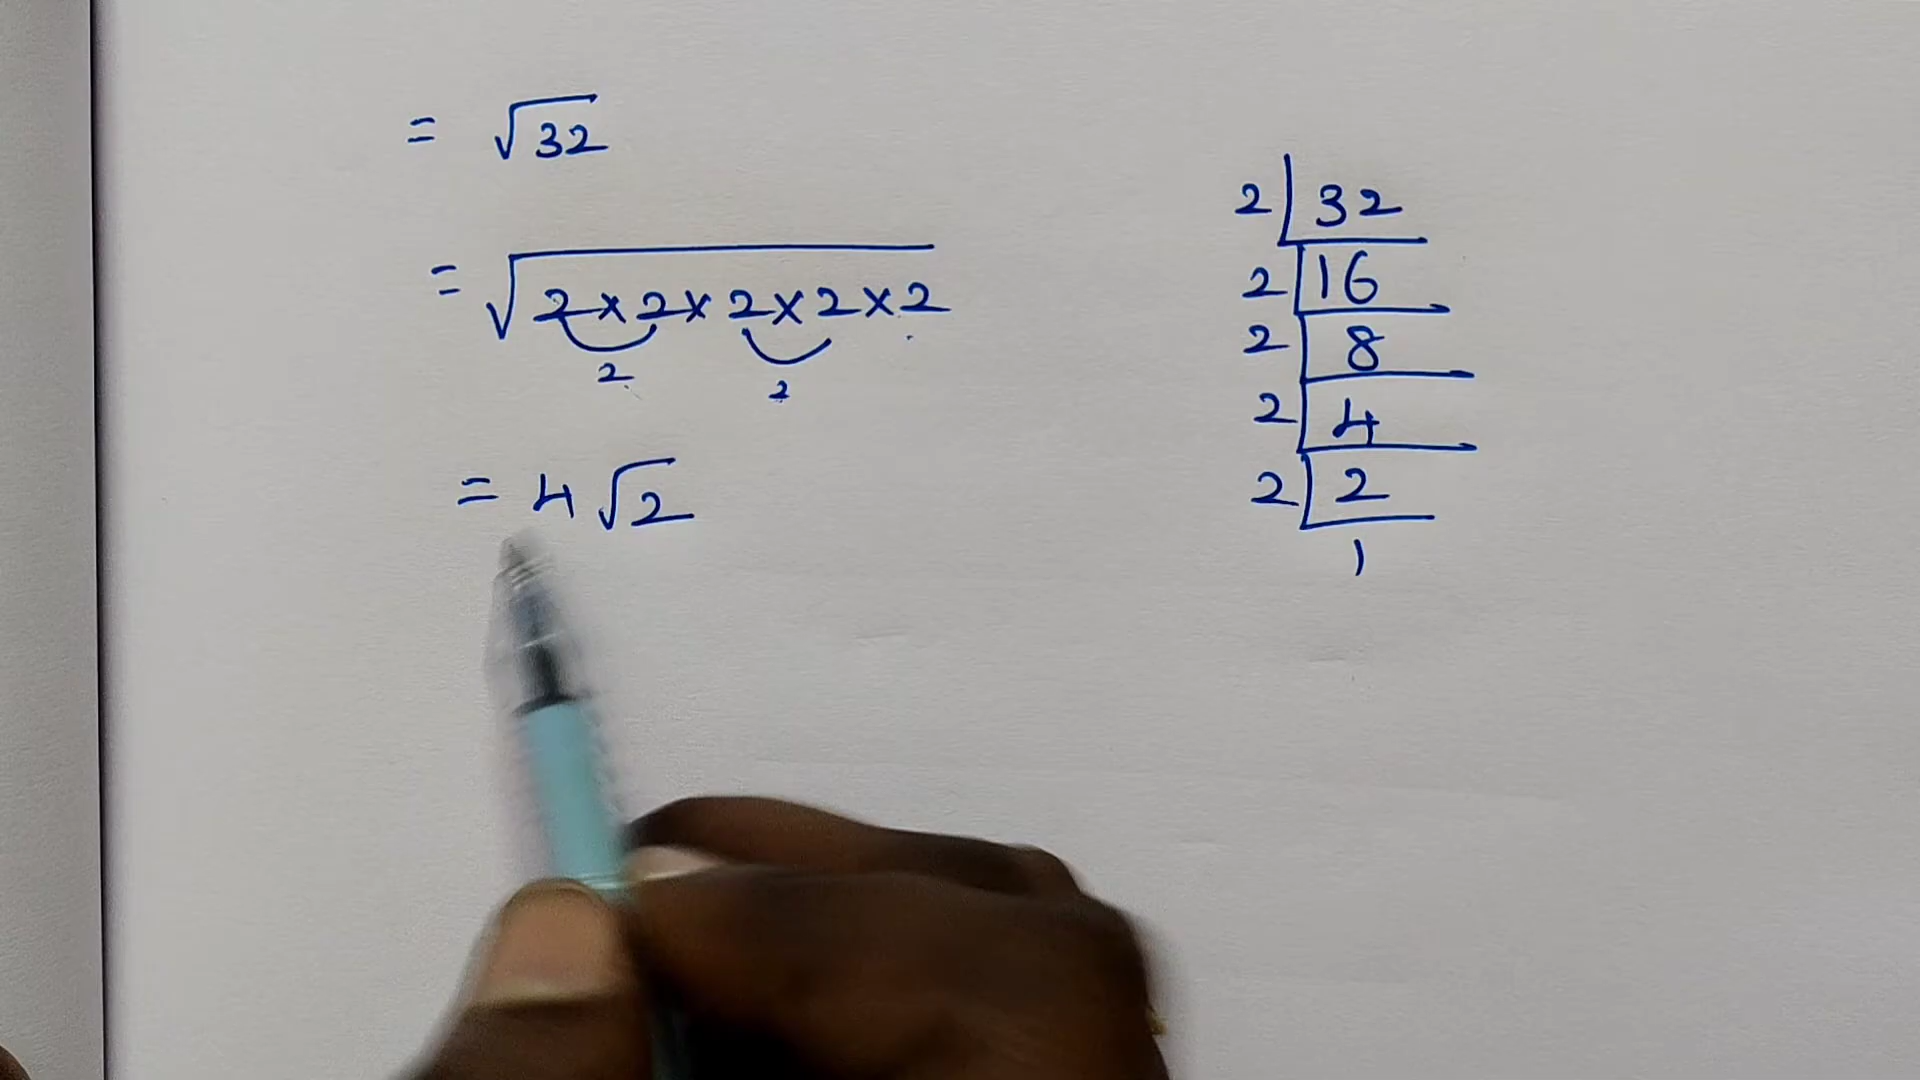 = √32
= √2×2×2×2×2
2 2
= 4√2
2 | 32
2 | 16
2 | 8
2 | 4
2 | 2
1